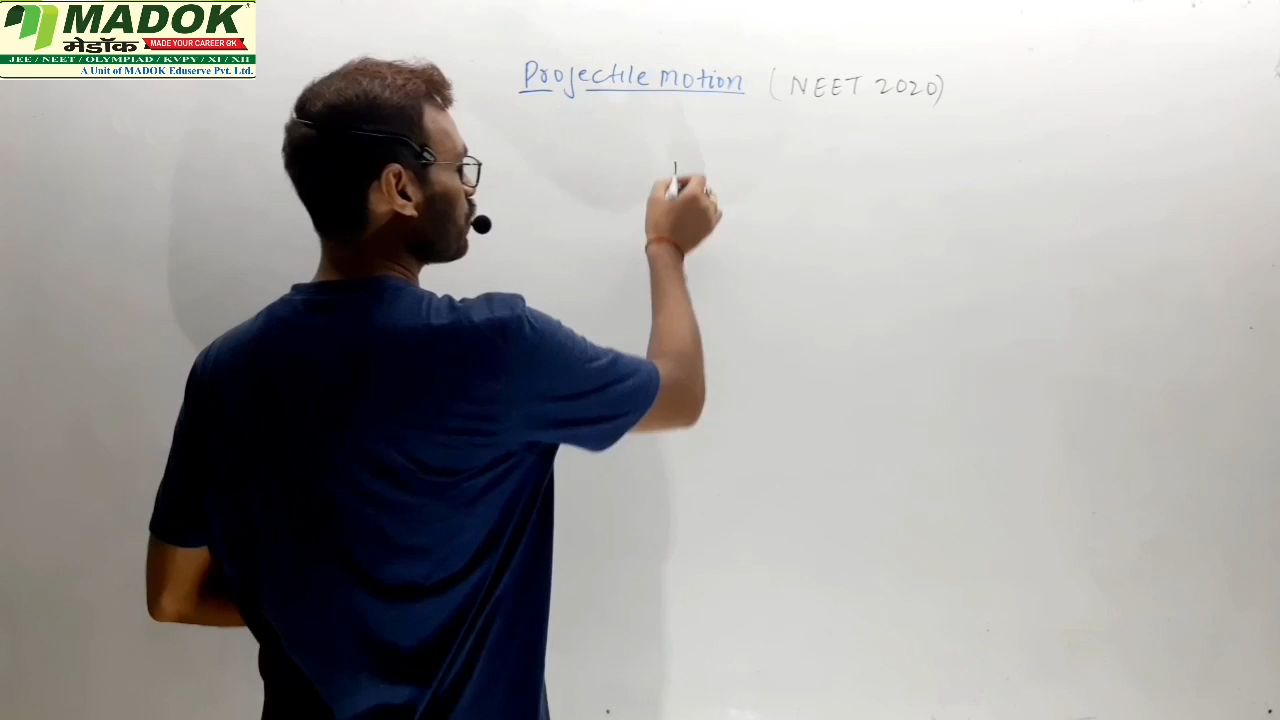 MADOK
मेडॉक MADE YOUR CAREER OK
JEE / NEET / OLYMPIAD / KVPY / XI / XII
A Unit of MADOK Eduserve Pvt. Ltd.
Projectile motion (NEET 2020)